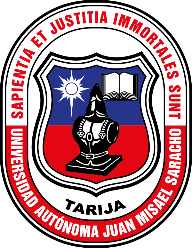 SAPIENTIA ET JUSTITIA IMMORTALES SUNT
TARIJA
UNIVERSIDAD AUTÓNOMA JUAN MISAEL SARACHO